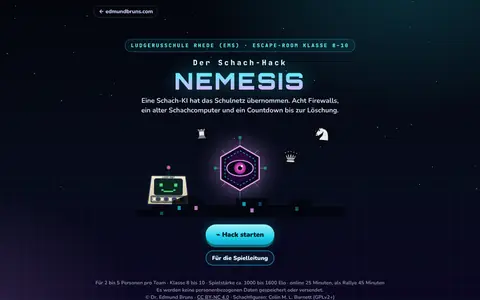 ← edmundbruns.com
LUDGERUSSCHULE RHEDE (EMS) · ESCAPE-ROOM KLASSE 8–10
Der Schach-Hack
NEMESIS
Eine Schach-KI hat das Schulnetz übernommen. Acht Firewalls,
ein alter Schachcomputer und ein Countdown bis zur Löschung.
Hack starten
Für die Spielleitung
Für 2 bis 5 Personen pro Team · Klasse 8 bis 10 · Spielstärke ca. 1000 bis 1800 Elo · online 25 Minuten, als Rallye 45 Minuten
Es werden keine personenbezogenen Daten gespeichert oder versendet.
© Dr. Edmund Bruns · CC BY-NC 4.0 · Schachfiguren: Colin M. L. Burnett (GPLv2+)